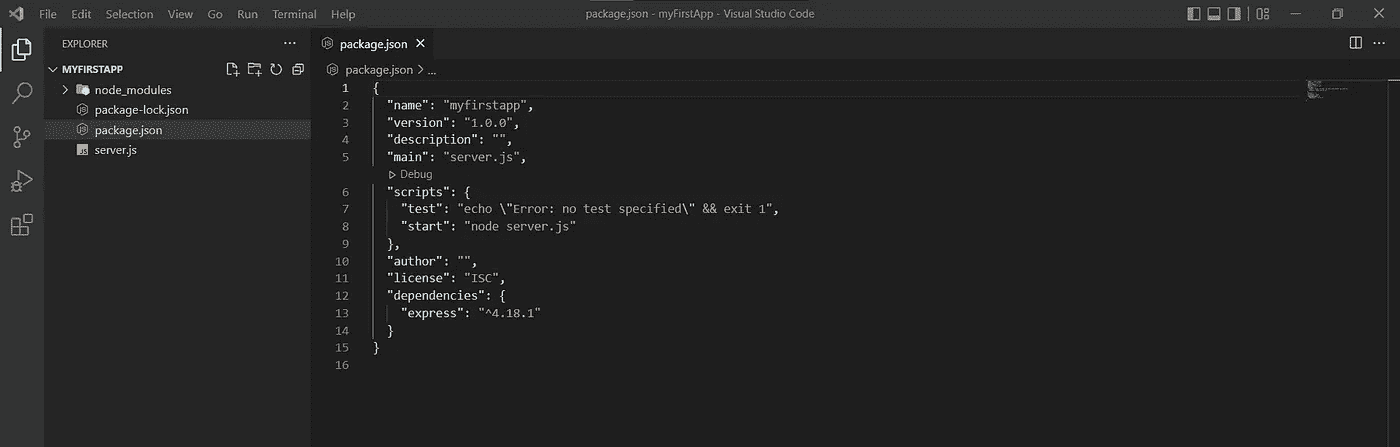 File Edit Selection View Go Run Terminal Help
package.json - myFirstApp - Visual Studio Code
EXPLORER
MYFIRSTAPP
node_modules
package-lock.json
package.json
JS server.js
package.json
package.json > ...
1 {
2 "name": "myfirstapp",
3 "version": "1.0.0",
4 "description": "",
5 "main": "server.js",
Debug
6 "scripts": {
7 "test": "echo \"Error: no test specified\" && exit 1",
8 "start": "node server.js"
9 },
10 "author": "",
11 "license": "ISC",
12 "dependencies": {
13 "express": "^4.18.1"
14 }
15 }
16